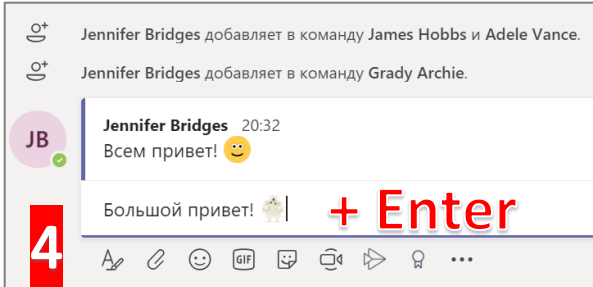 Jennifer Bridges добавляет в команду James Hobbs и Adele Vance.
Jennifer Bridges добавляет в команду Grady Archie.
Jennifer Bridges 20:32
JB
Всем привет!
Большой привет!
+ Enter
4
GIF